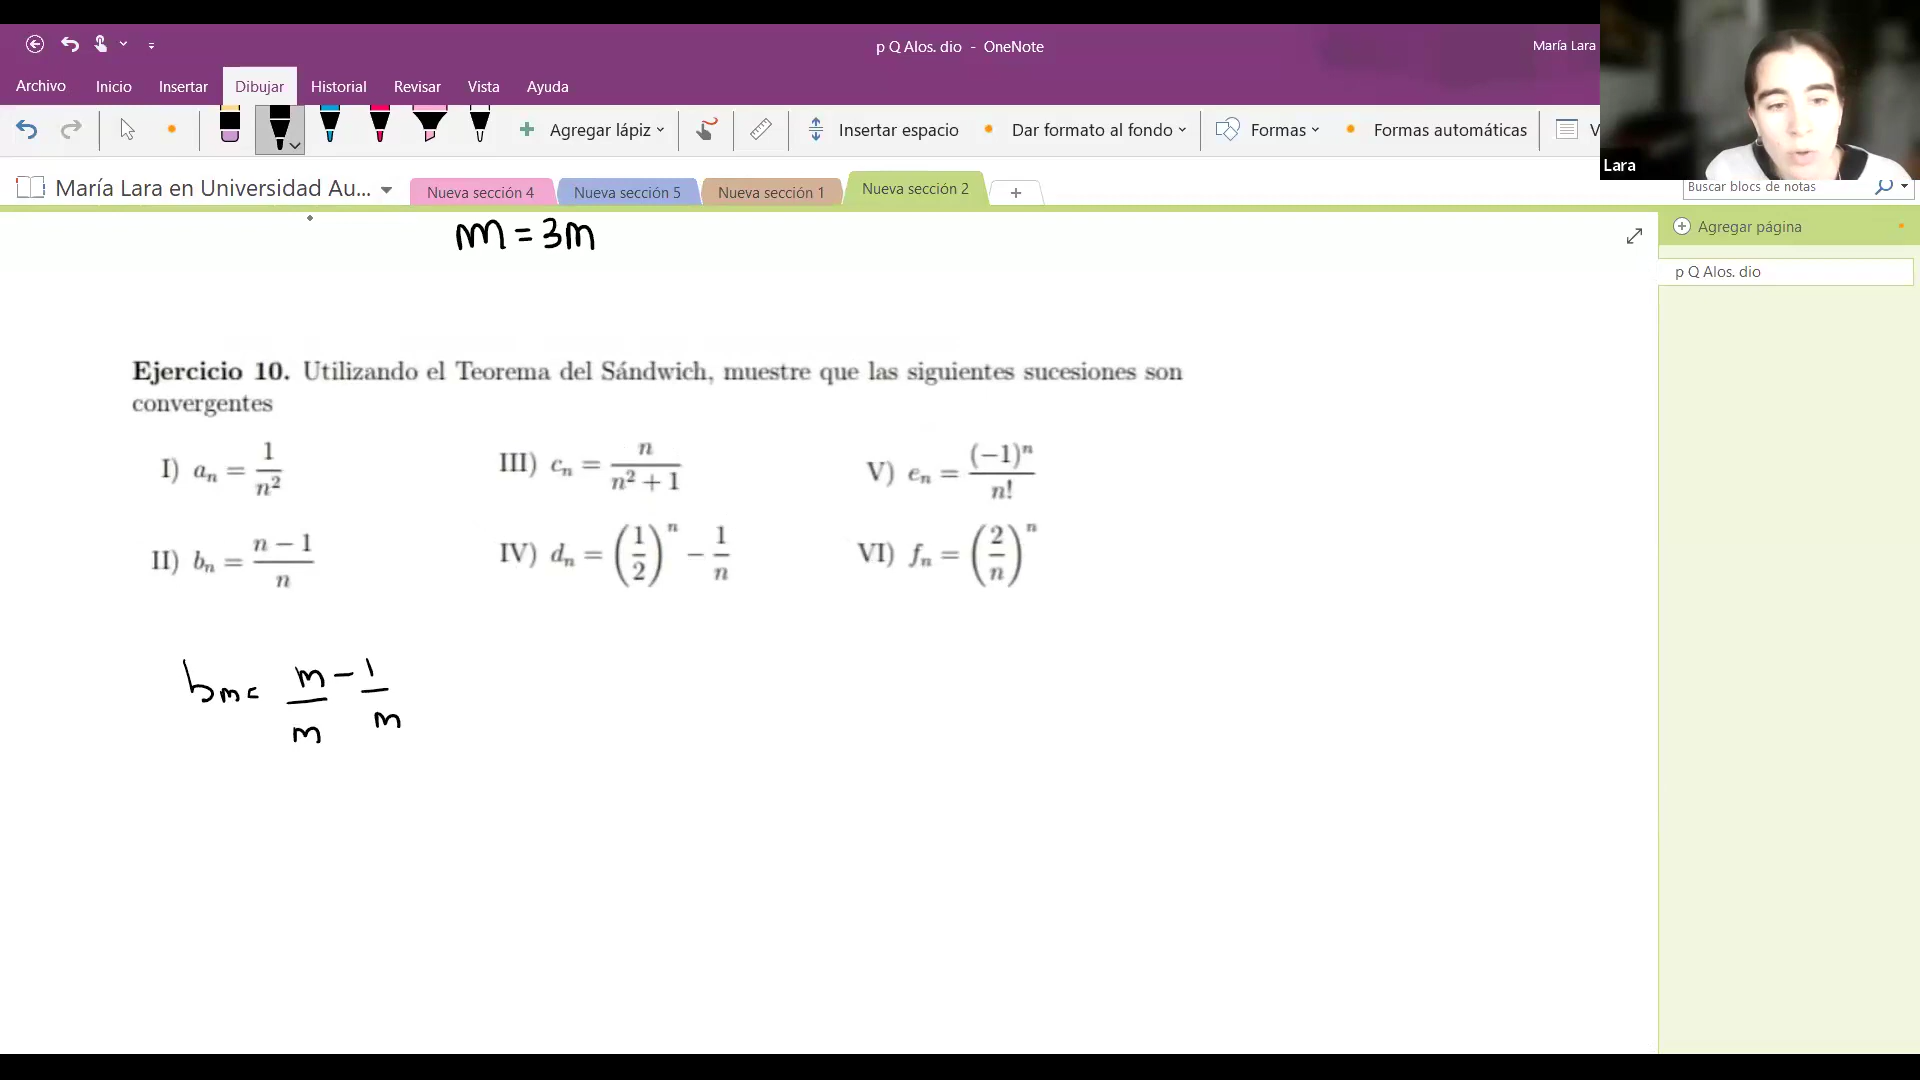 p Q Alos. dio - OneNote
María Lara
Archivo Inicio Insertar Dibujar Historial Revisar Vista Ayuda
Agregar lápiz Insertar espacio Dar formato al fondo Formas Formas automáticas V
Lara
María Lara en Universidad Au... Nueva sección 4 Nueva sección 5 Nueva sección 1 Nueva sección 2 + Buscar blocs de notas
m = 3m
Agregar página
p Q Alos. dio
Ejercicio 10. Utilizando el Teorema del Sándwich, muestre que las siguientes sucesiones son
convergentes
I) aₙ = 1/n² III) cₙ = n/(n² + 1) V) eₙ = (−1)ⁿ/n!
II) bₙ = (n − 1)/n IV) dₙ = (1/2)ⁿ − 1/n VI) fₙ = (2/n)ⁿ
bm = m/m − 1/m